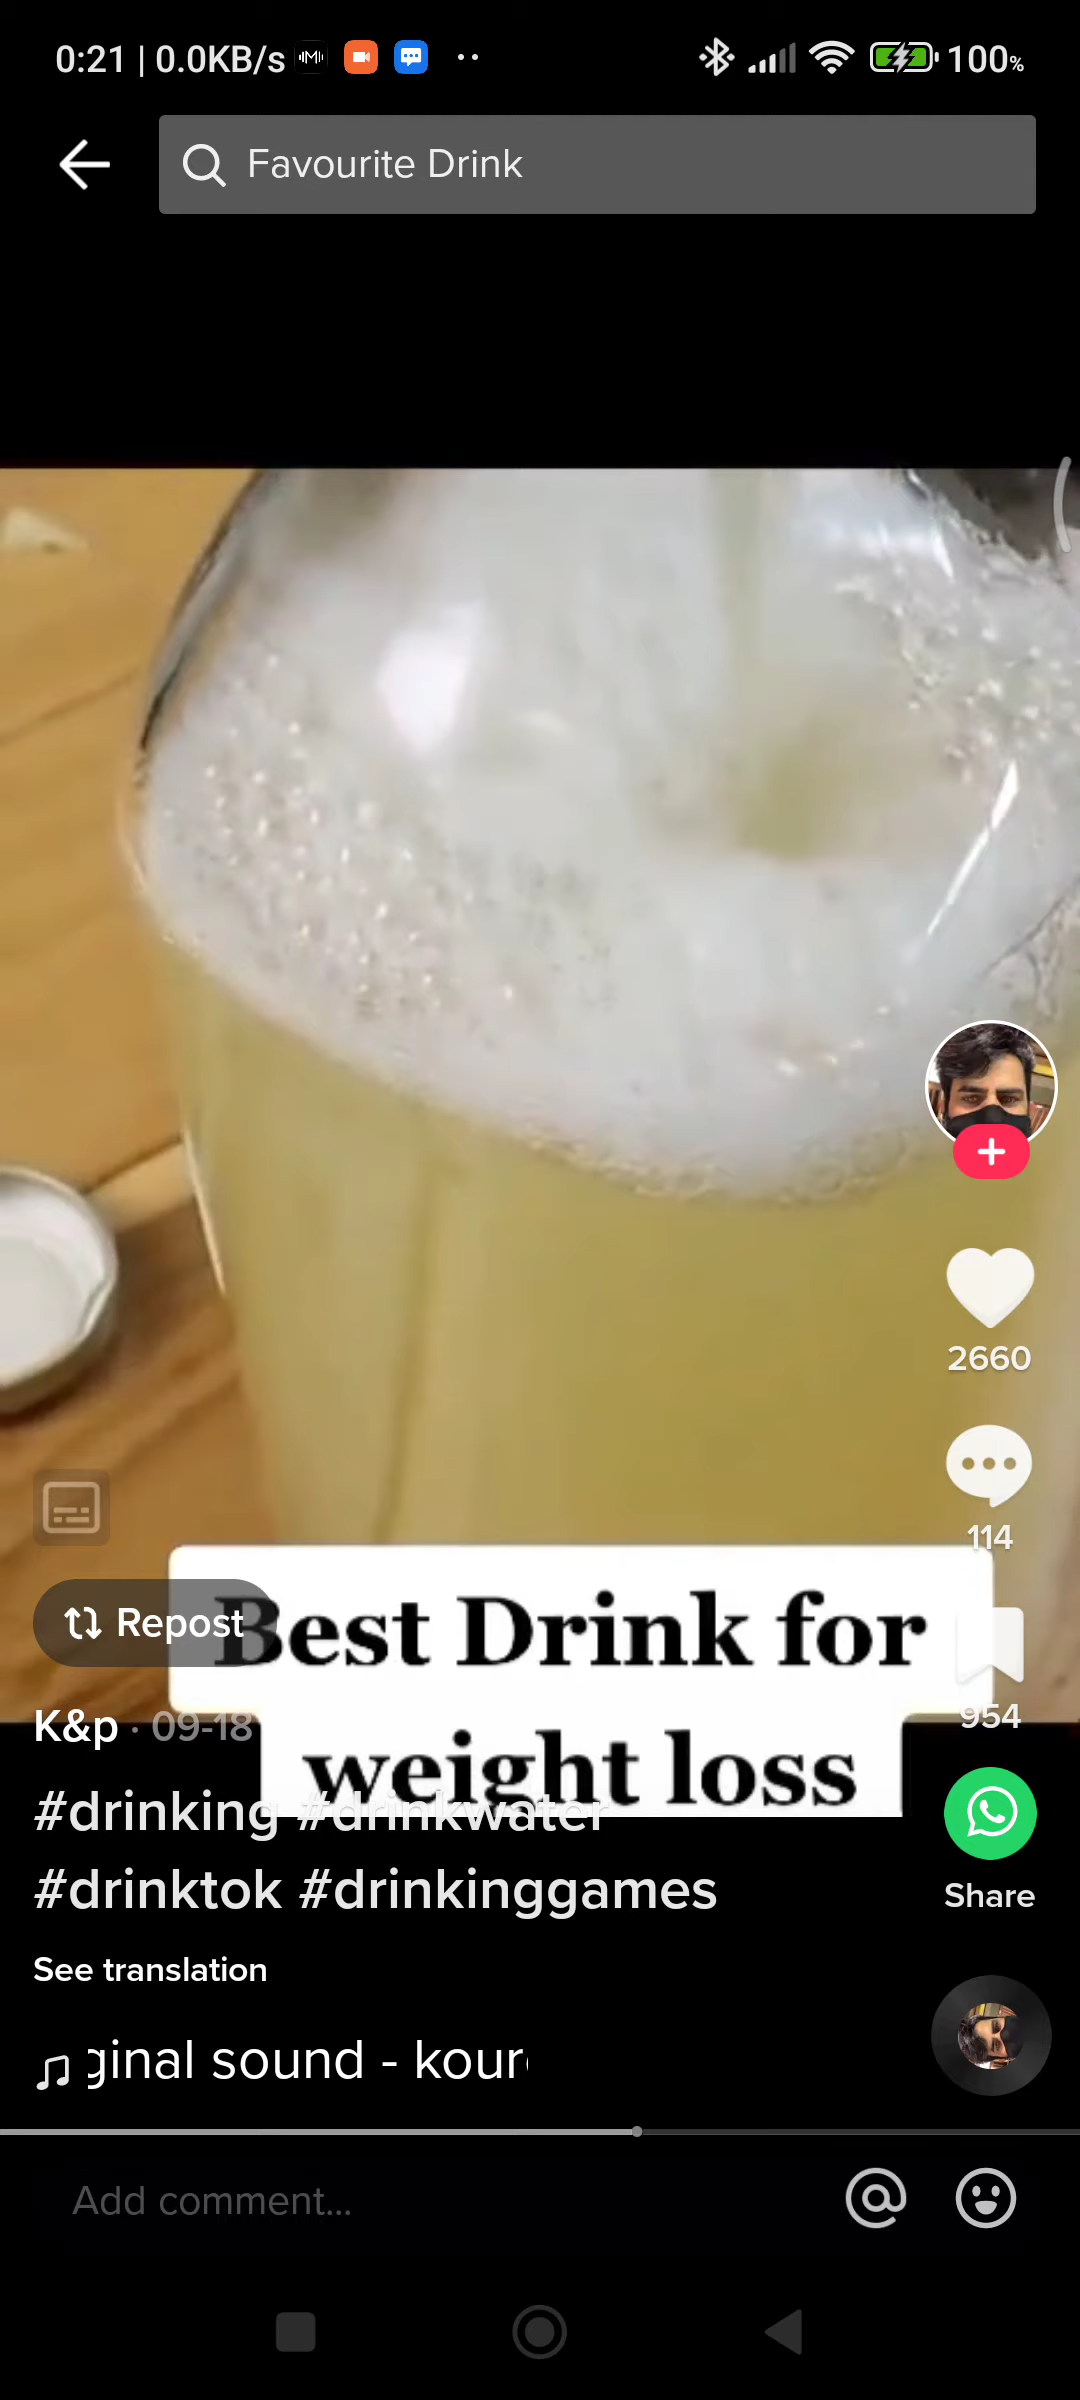 0:21 | 0.0KB/s
100%
Favourite Drink
2660
114
Best Drink for
weight loss
Repost
954
K&p · 09-18
#drinking #drinkwater
#drinktok #drinkinggames
Share
See translation
ginal sound - kour
Add comment...